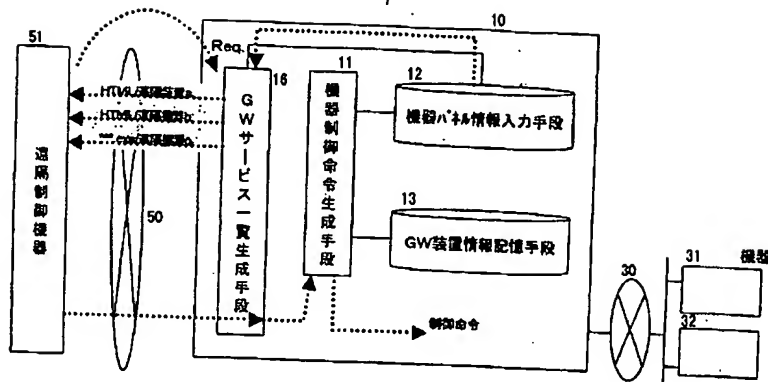 10
51
Req.
16
11
12
機器パネル情報入力手段
GWサービス一覧生成手段
機器制御命令生成手段
遠隔制御機器
50
13
GW装置情報記憶手段
30
31
機器
32
制御命令